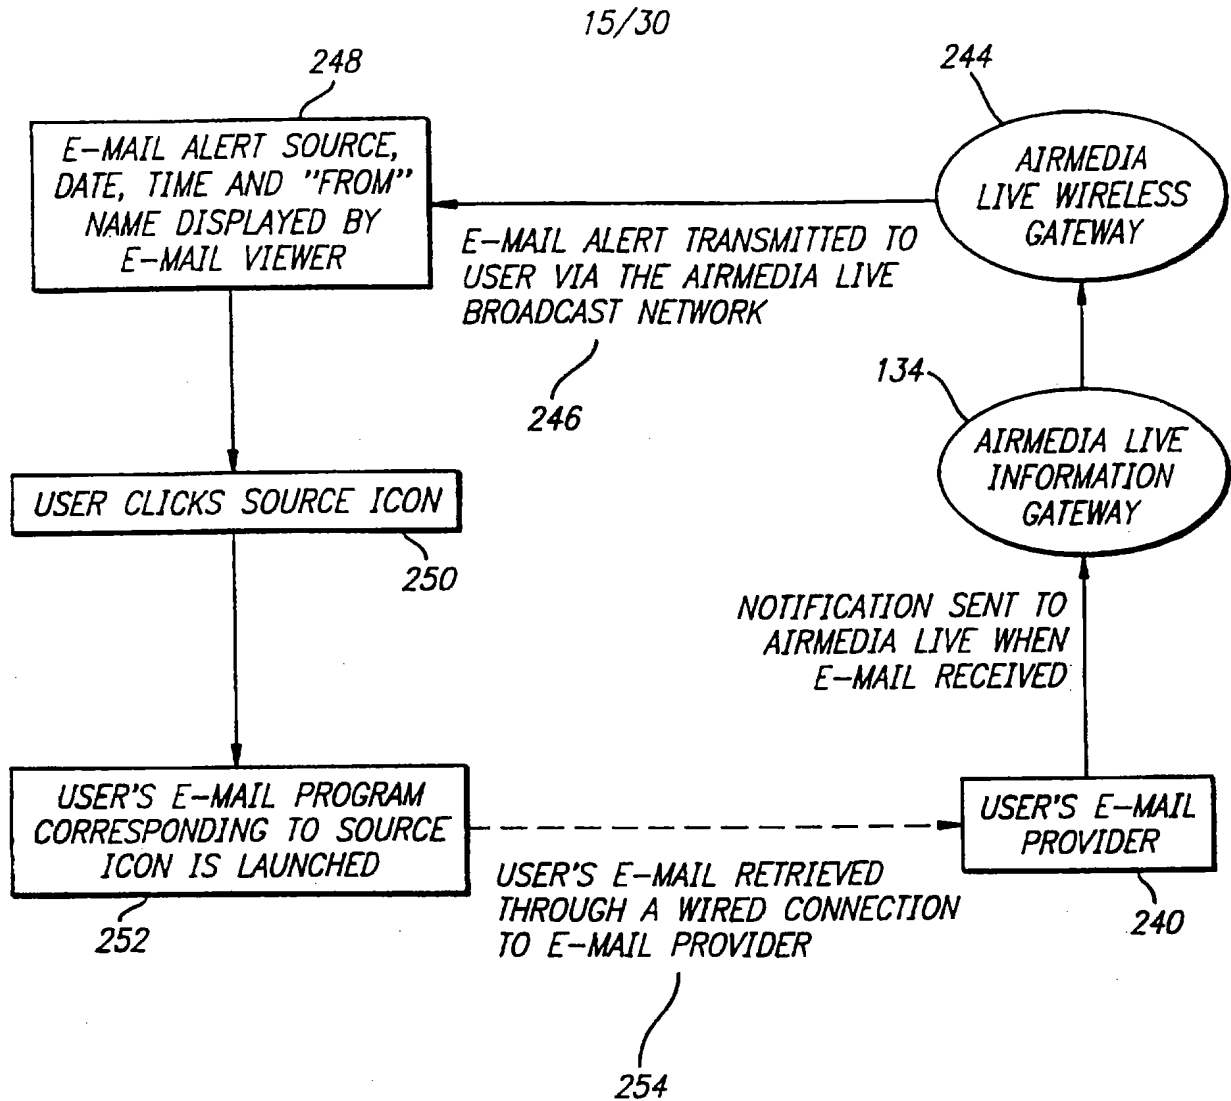 15/30
248
E-MAIL ALERT SOURCE,
DATE, TIME AND "FROM"
NAME DISPLAYED BY
E-MAIL VIEWER
244
AIRMEDIA
LIVE WIRELESS
GATEWAY
E-MAIL ALERT TRANSMITTED TO
USER VIA THE AIRMEDIA LIVE
BROADCAST NETWORK
246
134
AIRMEDIA LIVE
INFORMATION
GATEWAY
USER CLICKS SOURCE ICON
250
NOTIFICATION SENT TO
AIRMEDIA LIVE WHEN
E-MAIL RECEIVED
USER'S E-MAIL PROGRAM
CORRESPONDING TO SOURCE
ICON IS LAUNCHED
252
USER'S E-MAIL RETRIEVED
THROUGH A WIRED CONNECTION
TO E-MAIL PROVIDER
254
USER'S E-MAIL
PROVIDER
240